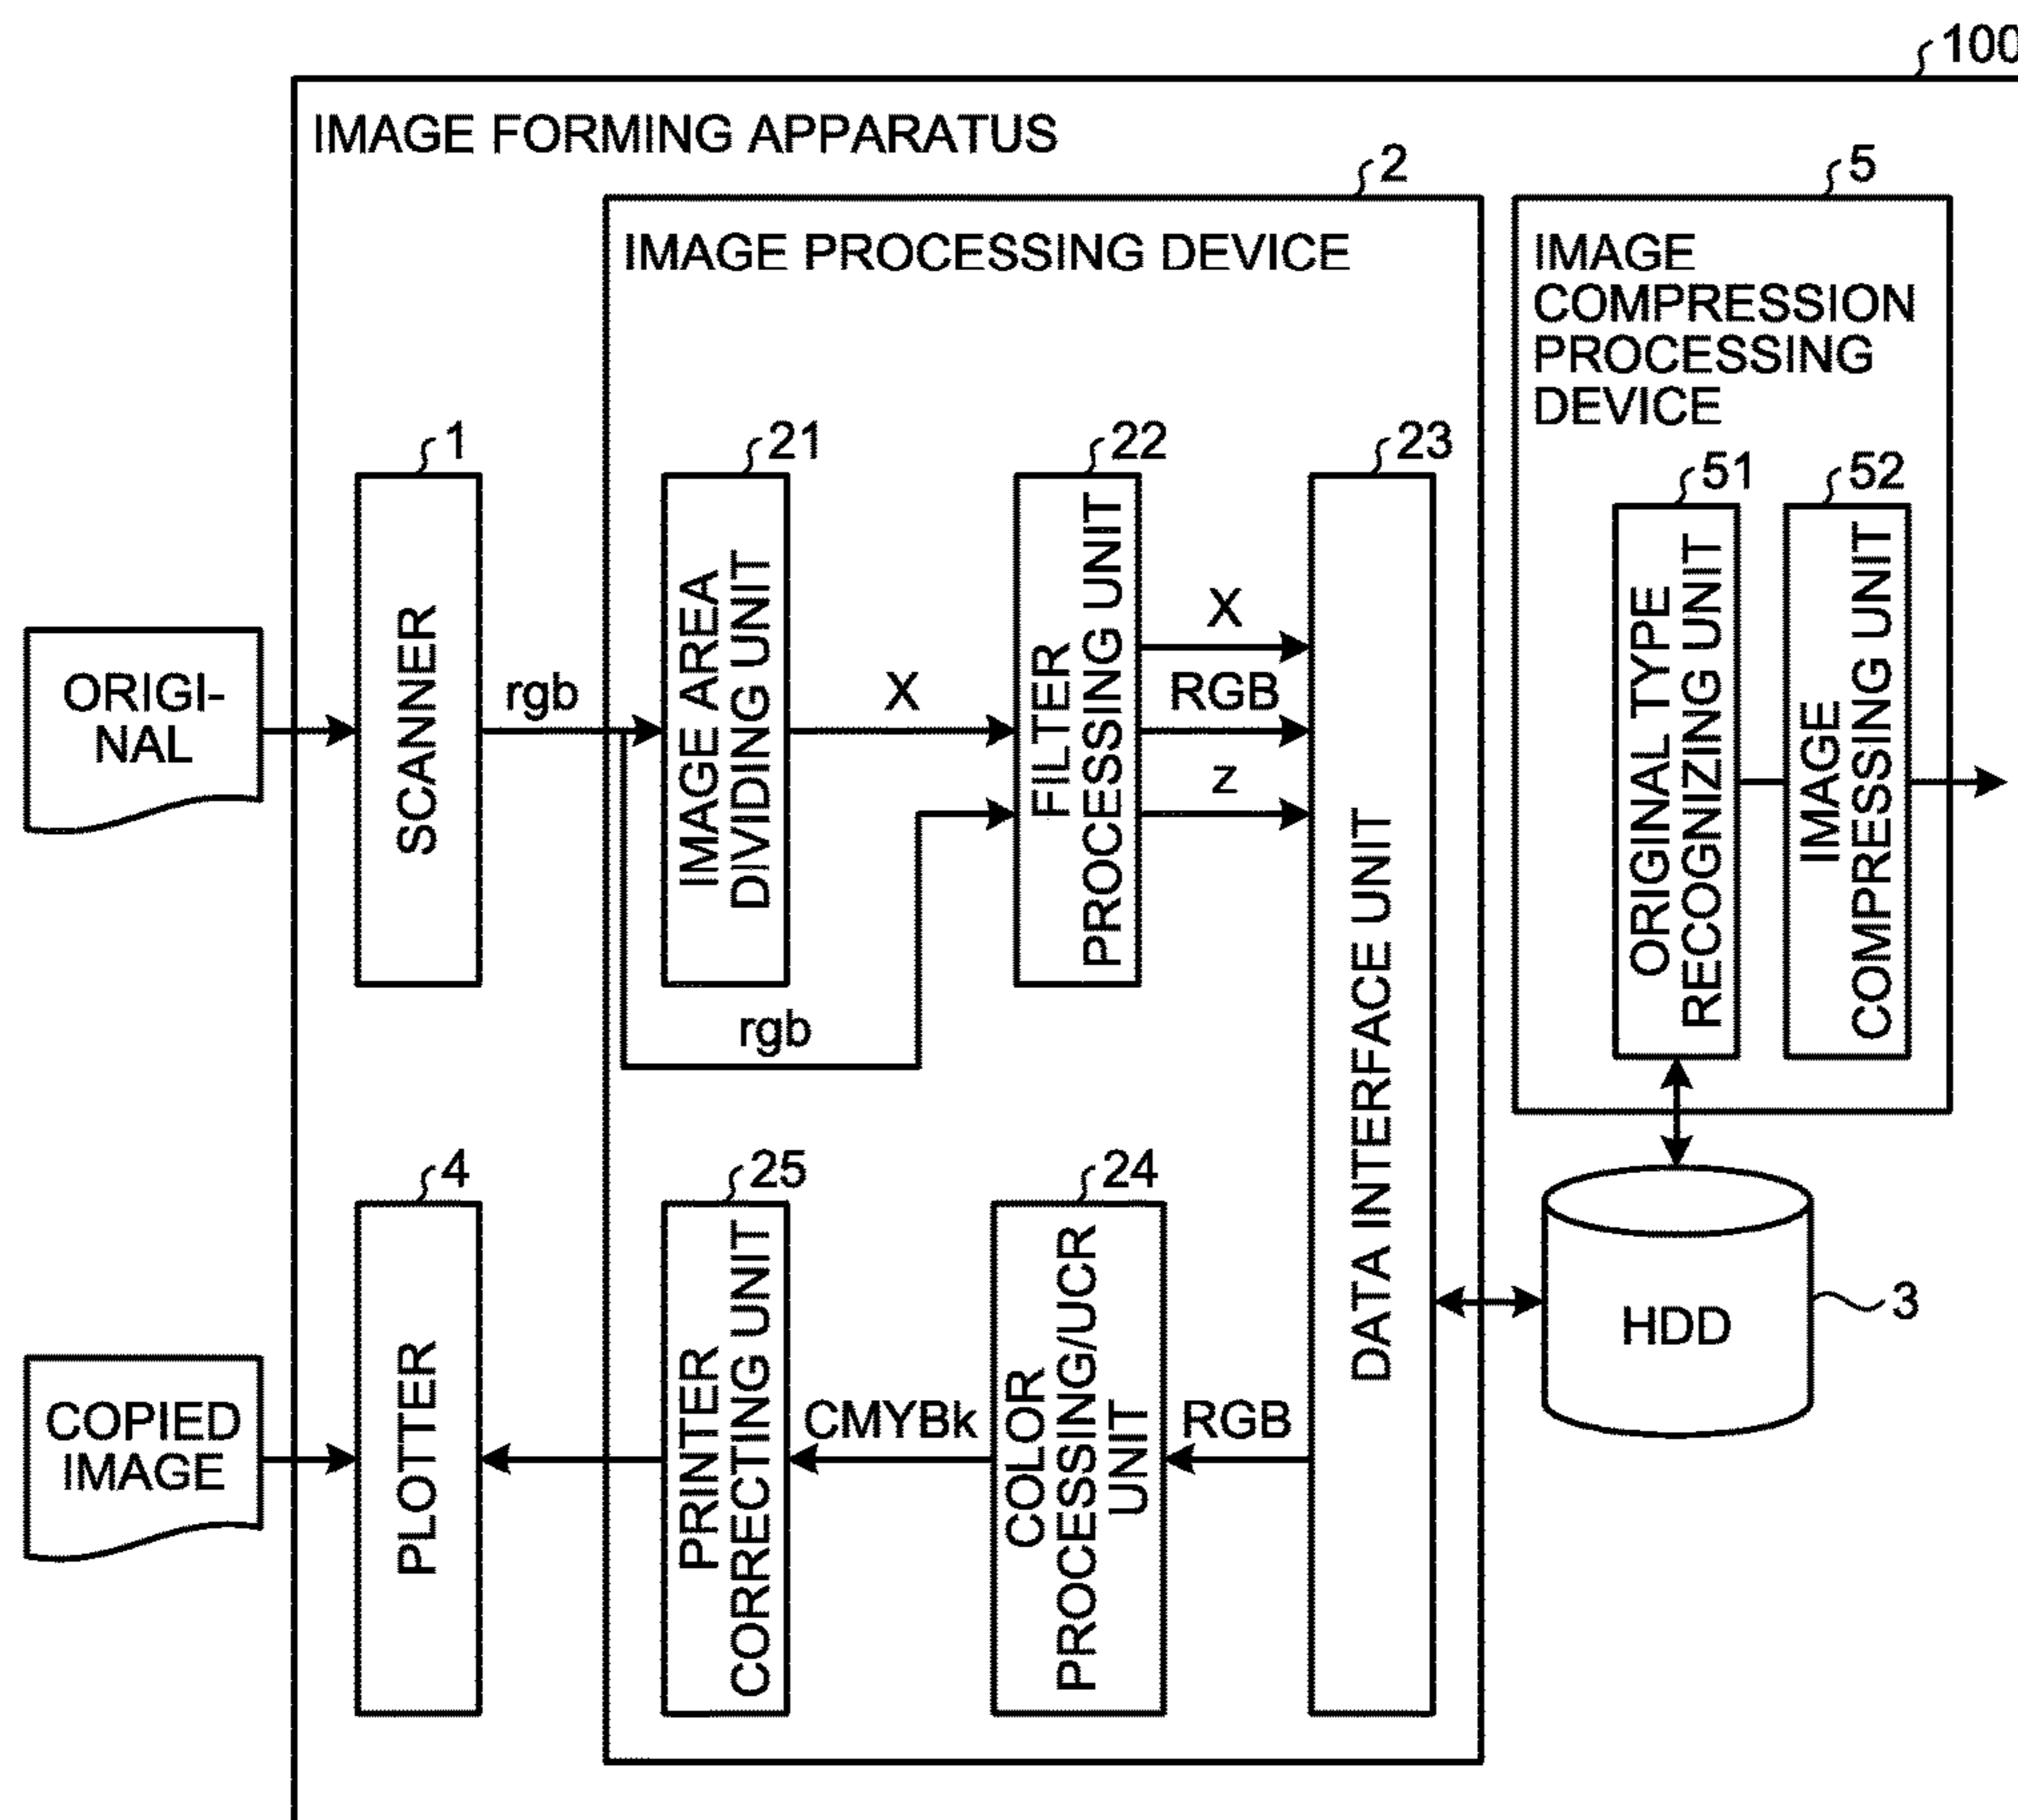 100
IMAGE FORMING APPARATUS
2
5
IMAGE PROCESSING DEVICE
IMAGE
COMPRESSION
PROCESSING
DEVICE
1
21
22
23
51
52
ORIGI-
NAL
SCANNER
rgb
IMAGE AREA
DIVIDING UNIT
X
FILTER
PROCESSING UNIT
X
RGB
z
rgb
DATA INTERFACE UNIT
ORIGINAL TYPE
RECOGNIZING UNIT
IMAGE
COMPRESSING UNIT
4
25
24
COPIED
IMAGE
PLOTTER
PRINTER
CORRECTING UNIT
CMYBk
COLOR
PROCESSING/UCR
UNIT
RGB
HDD
3